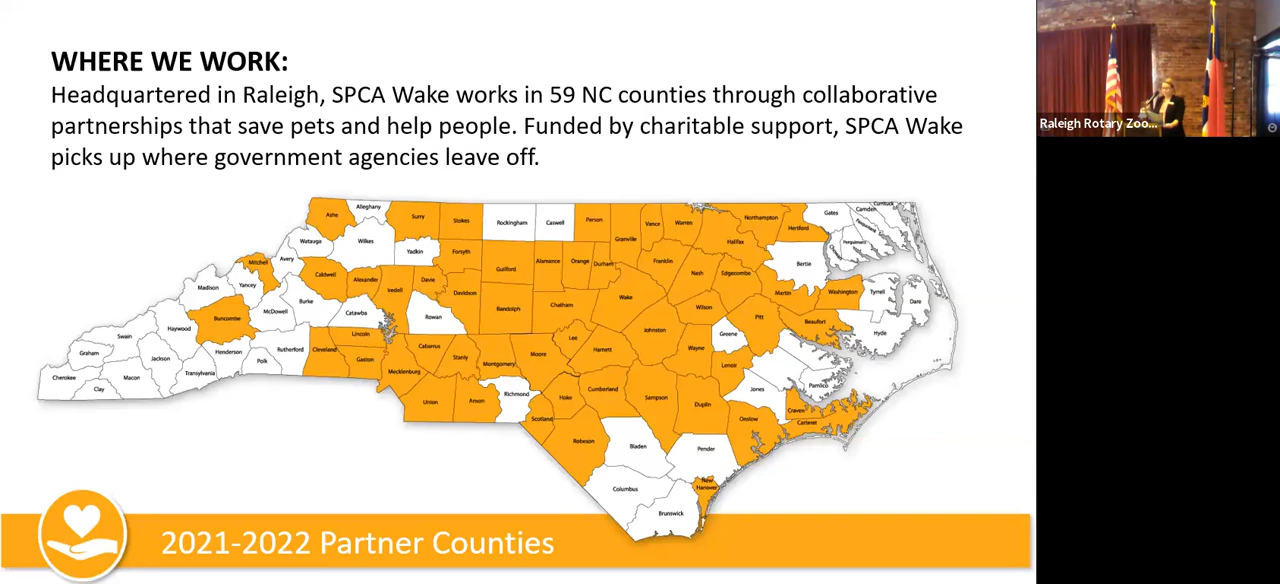 WHERE WE WORK:
Headquartered in Raleigh, SPCA Wake works in 59 NC counties through collaborative
partnerships that save pets and help people. Funded by charitable support, SPCA Wake
picks up where government agencies leave off.
Raleigh Rotary Zoo...
Ashe
Alleghany
Surry
Stokes
Rockingham
Caswell
Person
Granville
Vance
Warren
Northampton
Hertford
Gates
Camden
Currituck
Watauga
Wilkes
Yadkin
Forsyth
Guilford
Alamance
Orange
Durham
Franklin
Halifax
Bertie
Perquimans
Mitchell
Avery
Caldwell
Alexander
Iredell
Davie
Davidson
Randolph
Chatham
Wake
Nash
Edgecombe
Martin
Washington
Tyrrell
Dare
Madison
Yancey
Burke
McDowell
Catawba
Rowan
Buncombe
Haywood
Swain
Graham
Cherokee
Clay
Macon
Jackson
Transylvania
Henderson
Polk
Rutherford
Cleveland
Lincoln
Gaston
Mecklenburg
Cabarrus
Stanly
Montgomery
Moore
Lee
Harnett
Johnston
Wilson
Wayne
Greene
Pitt
Beaufort
Hyde
Lenoir
Jones
Pamlico
Craven
Carteret
Union
Anson
Richmond
Scotland
Hoke
Cumberland
Sampson
Duplin
Onslow
Robeson
Bladen
Pender
Columbus
Brunswick
New
Hanover
2021-2022 Partner Counties